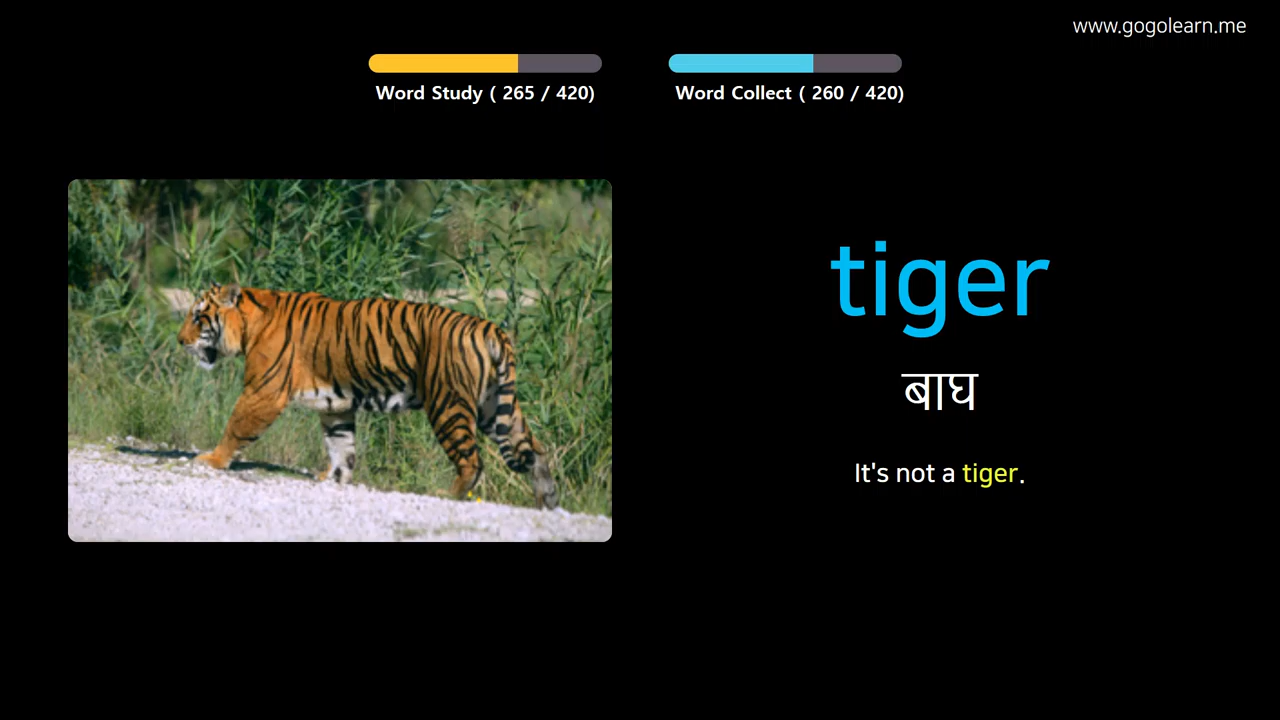 www.gogolearn.me
Word Study ( 265 / 420)
Word Collect ( 260 / 420)
tiger
बाघ
It's not a tiger.